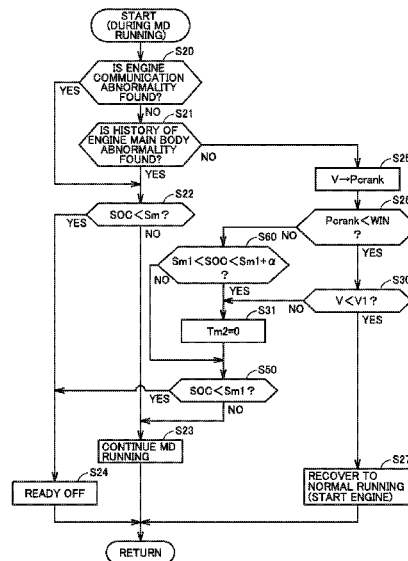 START
(DURING MD
RUNNING)
S20
IS ENGINE
COMMUNICATION
ABNORMALITY
FOUND?
YES
NO
S21
IS HISTORY OF
ENGINE MAIN BODY
ABNORMALITY
FOUND?
NO
YES
S25
V→Pcrank
S22
SOC<Sm?
YES
NO
S26
Pcrank<WIN
?
NO
YES
S60
Sm1<SOC<Sm1+α
?
NO
YES
S30
V<V1?
NO
YES
S31
Tm2=0
S50
SOC<Sm1?
YES
NO
S23
CONTINUE MD
RUNNING
S24
READY OFF
S27
RECOVER TO
NORMAL RUNNING
(START ENGINE)
RETURN